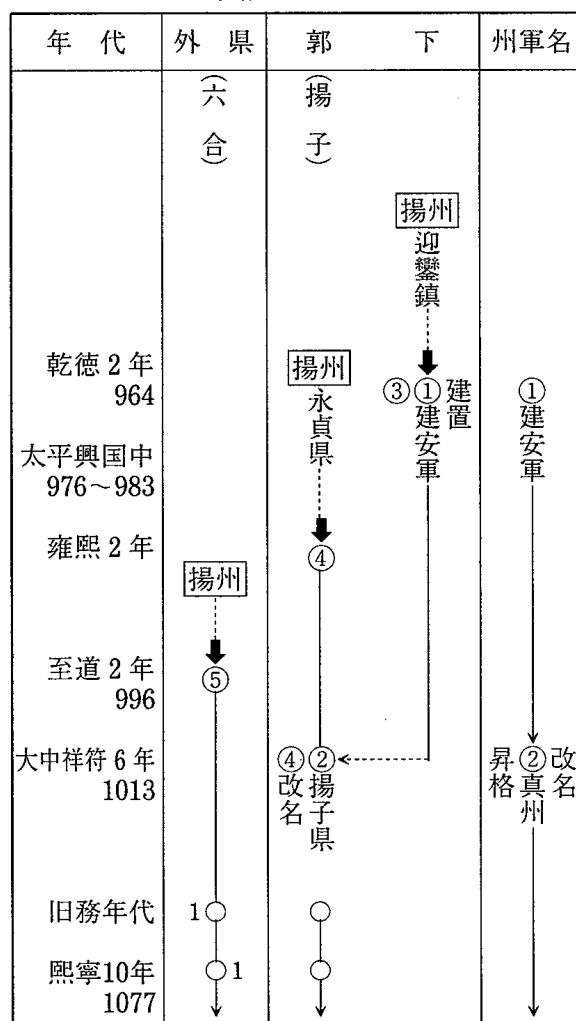 年代 外県 郭下 州軍名
（六合）
（揚子）
揚州
迎鑾鎮
乾徳2年
964
揚州
永貞県
③①建置
建安軍
①
建安軍
太平興国中
976～983
雍熙2年
④
揚州
至道2年
996
⑤
大中祥符6年
1013
④②揚子県
改名
昇格
②真州
改名
旧務年代
1○ ○
熙寧10年
1077
○1 ○